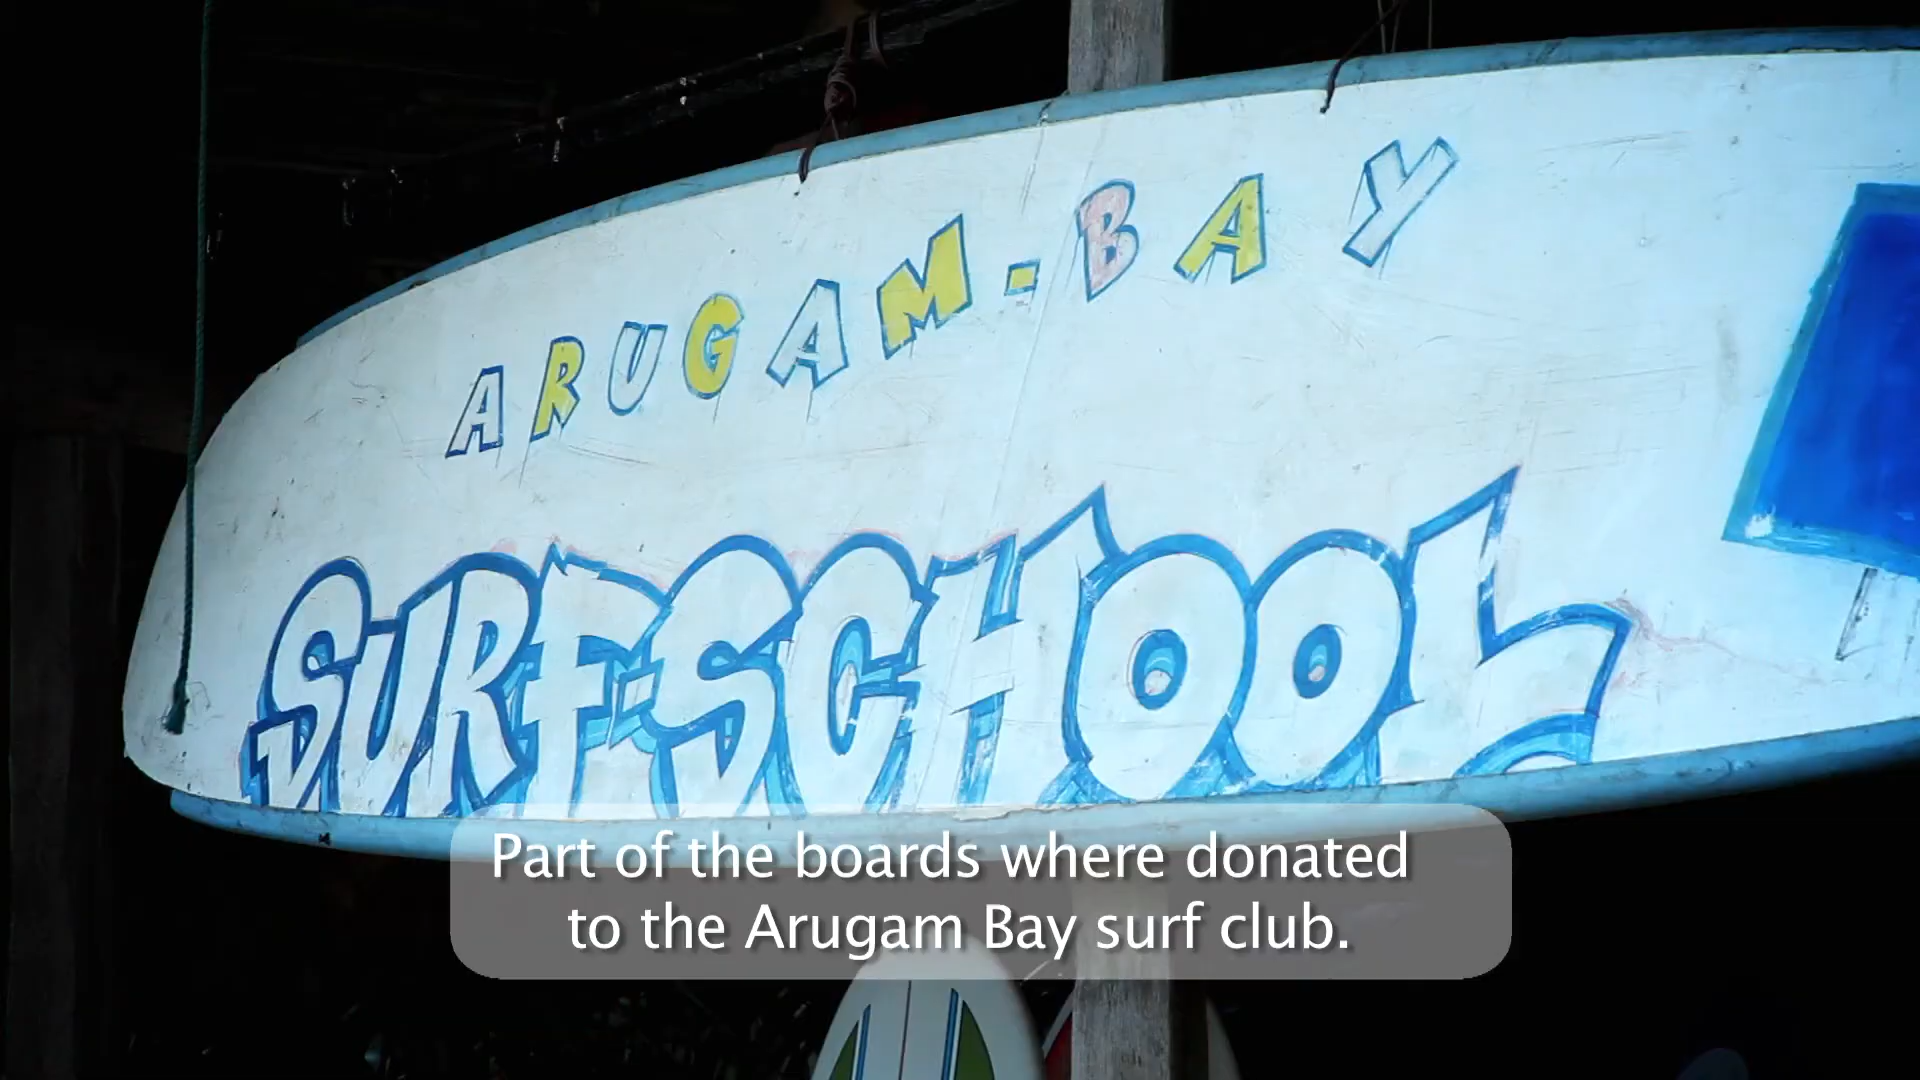 ARUGAM-BAY
SURF-SCHOOL
Part of the boards where donated
to the Arugam Bay surf club.